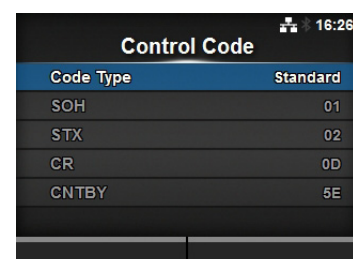 16:26
Control Code
Code Type Standard
SOH 01
STX 02
CR 0D
CNTBY 5E